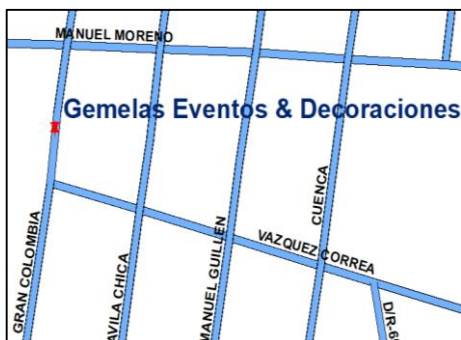 MANUEL MORENO
Gemelas Eventos & Decoraciones
CUENCA
VAZQUEZ CORREA
MANUEL GUILLEN
AVILA CHICA
GRAN COLOMBIA